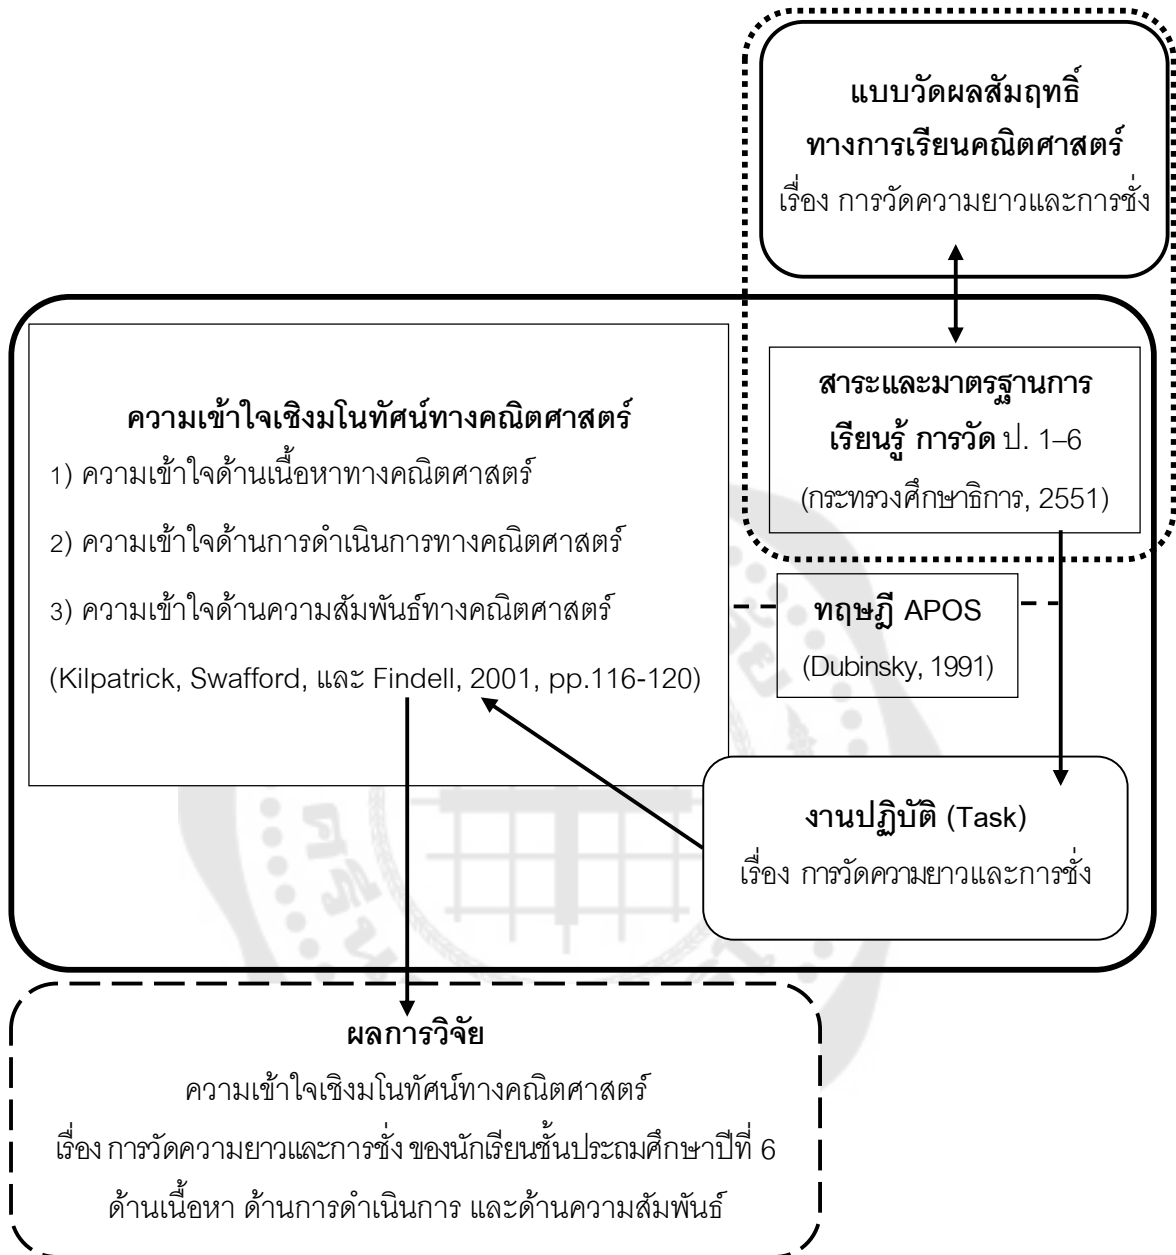 แบบวัดผลสัมฤทธิ์
ทางการเรียนคณิตศาสตร์
เรื่อง การวัดความยาวและการชั่ง
ความเข้าใจเชิงมโนทัศน์ทางคณิตศาสตร์
1) ความเข้าใจด้านเนื้อหาทางคณิตศาสตร์
2) ความเข้าใจด้านการดำเนินการทางคณิตศาสตร์
3) ความเข้าใจด้านความสัมพันธ์ทางคณิตศาสตร์
(Kilpatrick, Swafford, และ Findell, 2001, pp.116-120)
สาระและมาตรฐานการ
เรียนรู้ การวัด ป. 1–6
(กระทรวงศึกษาธิการ, 2551)
ทฤษฎี APOS
(Dubinsky, 1991)
งานปฏิบัติ (Task)
เรื่อง การวัดความยาวและการชั่ง
ผลการวิจัย
ความเข้าใจเชิงมโนทัศน์ทางคณิตศาสตร์
เรื่อง การวัดความยาวและการชั่ง ของนักเรียนชั้นประถมศึกษาปีที่ 6
ด้านเนื้อหา ด้านการดำเนินการ และด้านความสัมพันธ์